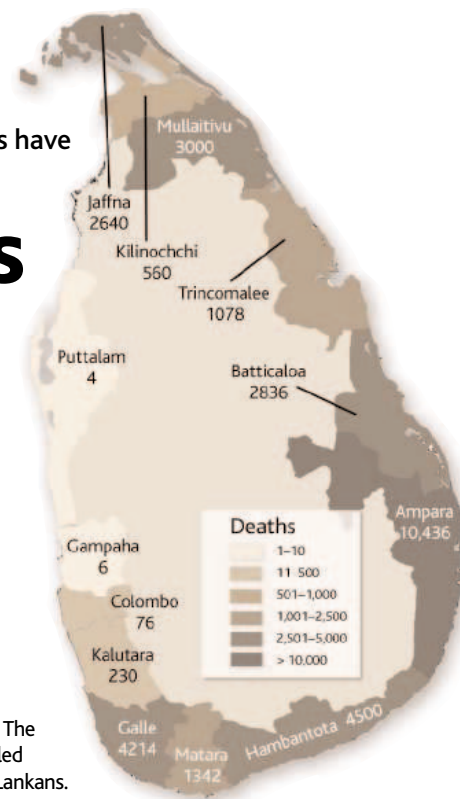 s have
s
Mullaitivu
3000
Jaffna
2640
Kilinochchi
560
Trincomalee
1078
Puttalam
4
Batticaloa
2836
Ampara
10,436
Gampaha
6
Colombo
76
Kalutara
230
Deaths
1–10
11 500
501–1,000
1,001–2,500
2,501–5,000
> 10.000
Galle
4214
Matara
1342
Hambantota 4500
The
led
Lankans.